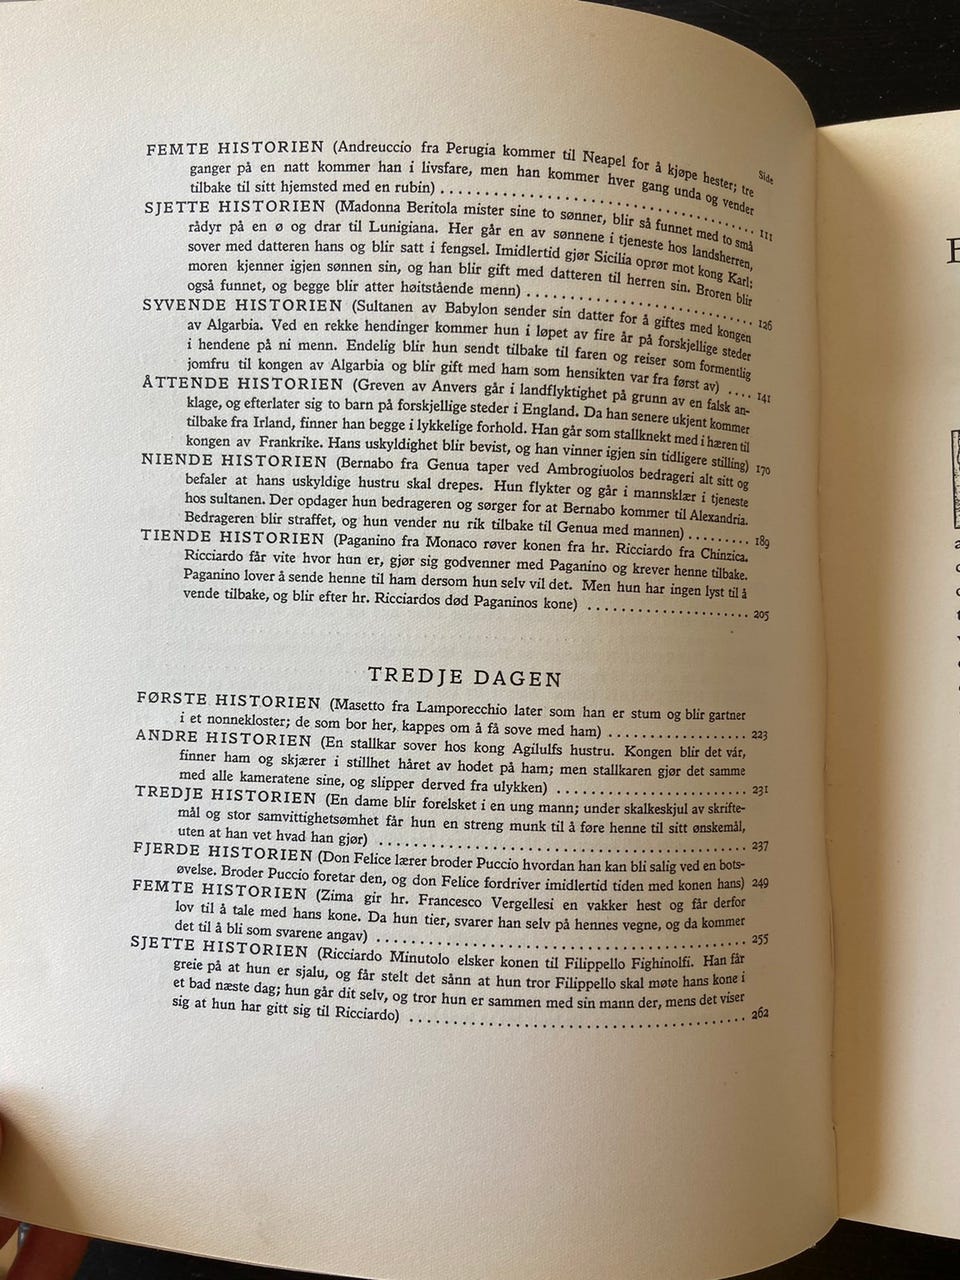 Side
FEMTE HISTORIEN (Andreuccio fra Perugia kommer til Neapel for å kjøpe hester; tre
ganger på en natt kommer han i livsfare, men han kommer hver gang unda og vender
tilbake til sitt hjemsted med en rubin) . . . . . . . . . . . . . . . . . . . . . . . . . . . . . . . . . . . 111
SJETTE HISTORIEN (Madonna Beritola mister sine to sønner, blir så funnet med to små
rådyr på en ø og drar til Lunigiana. Her går en av sønnene i tjeneste hos landsherren,
sover med datteren hans og blir satt i fengsel. Imidlertid gjør Sicilia oprør mot kong Karl;
moren kjenner igjen sønnen sin, og han blir gift med datteren til herren sin. Broren blir
også funnet, og begge blir atter høitstående menn) . . . . . . . . . . . . . . . . . . . . . . . . . 126
SYVENDE HISTORIEN (Sultanen av Babylon sender sin datter for å giftes med kongen
av Algarbia. Ved en rekke hendinger kommer hun i løpet av fire år på forskjellige steder
i hendene på ni menn. Endelig blir hun sendt tilbake til faren og reiser som formentlig
jomfru til kongen av Algarbia og blir gift med ham som hensikten var fra først av) . . . . 141
ÅTTENDE HISTORIEN (Greven av Anvers går i landflyktighet på grunn av en falsk an-
klage, og efterlater sig to barn på forskjellige steder i England. Da han senere ukjent kommer
tilbake fra Irland, finner han begge i lykkelige forhold. Han går som stallknekt med i hæren til
kongen av Frankrike. Hans uskyldighet blir bevist, og han vinner igjen sin tidligere stilling) 170
NIENDE HISTORIEN (Bernabo fra Genua taper ved Ambrogiuolos bedrageri alt sitt og
befaler at hans uskyldige hustru skal drepes. Hun flykter og går i mannsklær i tjeneste
hos sultanen. Der opdager hun bedrageren og sørger for at Bernabo kommer til Alexandria.
Bedrageren blir straffet, og hun vender nu rik tilbake til Genua med mannen) . . . . . . . . . 189
TIENDE HISTORIEN (Paganino fra Monaco røver konen fra hr. Ricciardo fra Chinzica.
Ricciardo får vite hvor hun er, gjør sig godvenner med Paganino og krever henne tilbake.
Paganino lover å sende henne til ham dersom hun selv vil det. Men hun har ingen lyst til å
vende tilbake, og blir efter hr. Ricciardos død Paganinos kone) . . . . . . . . . . . . . . . . . . . . . 205
TREDJE DAGEN
FØRSTE HISTORIEN (Masetto fra Lamporecchio later som han er stum og blir gartner
i et nonnekloster; de som bor her, kappes om å få sove med ham) . . . . . . . . . . . . . . . . . 223
ANDRE HISTORIEN (En stallkar sover hos kong Agilulfs hustru. Kongen blir det vár,
finner ham og skjærer i stillhet håret av hodet på ham; men stallkaren gjør det samme
med alle kameratene sine, og slipper derved fra ulykken) . . . . . . . . . . . . . . . . . . . . . . . 231
TREDJE HISTORIEN (En dame blir forelsket i en ung mann; under skalkeskjul av skrifte-
mål og stor samvittighetsømhet får hun en streng munk til å føre henne til sitt ønskemål,
uten at han vet hvad han gjør) . . . . . . . . . . . . . . . . . . . . . . . . . . . . . . . . . . . . . . . . . . . 237
FJERDE HISTORIEN (Don Felice lærer broder Puccio hvordan han kan bli salig ved en bots-
øvelse. Broder Puccio foretar den, og don Felice fordriver imidlertid tiden med konen hans) 249
FEMTE HISTORIEN (Zima gir hr. Francesco Vergellesi en vakker hest og får derfor
lov til å tale med hans kone. Da hun tier, svarer han selv på hennes vegne, og da kommer
det til å bli som svarene angav) . . . . . . . . . . . . . . . . . . . . . . . . . . . . . . . . . . . . . . . . . . . 255
SJETTE HISTORIEN (Ricciardo Minutolo elsker konen til Filippello Fighinolfi. Han får
greie på at hun er sjalu, og får stelt det sånn at hun tror Filippello skal møte hans kone i
et bad næste dag; hun går dit selv, og tror hun er sammen med sin mann der, mens det viser
sig at hun har gitt sig til Ricciardo) . . . . . . . . . . . . . . . . . . . . . . . . . . . . . . . . . . . . . . . . 262